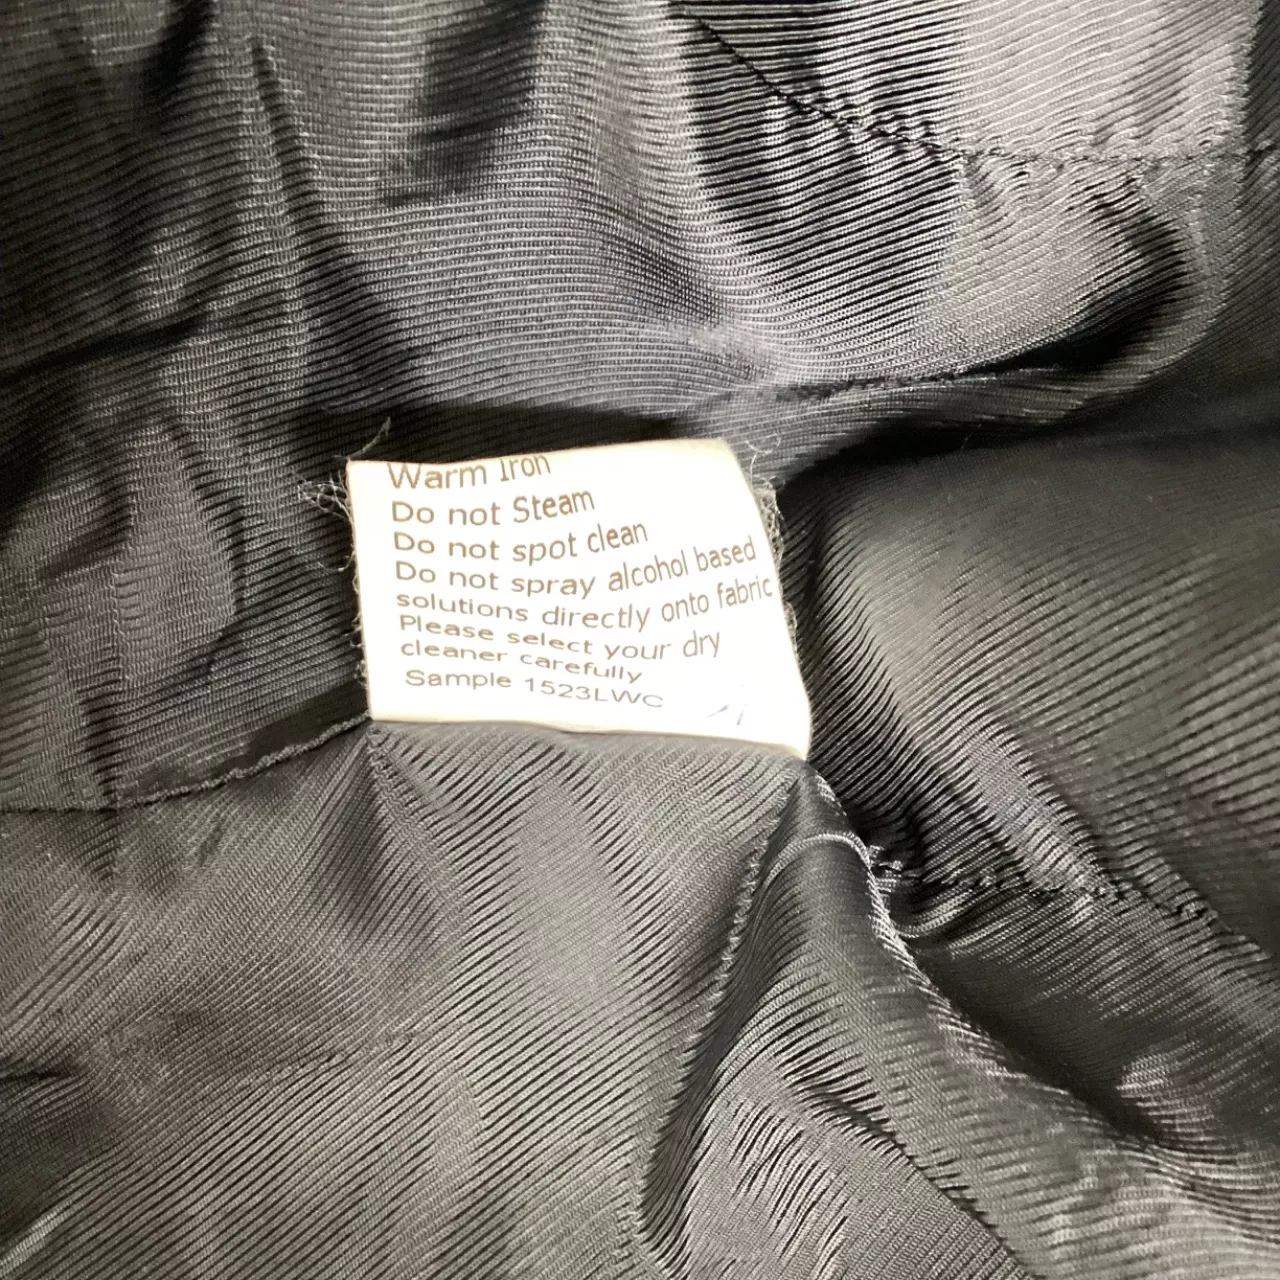 Warm Iron
Do not Steam
Do not spot clean
Do not spray alcohol based
solutions directly onto fabric
Please select your dry
cleaner carefully
Sample 1523LWC